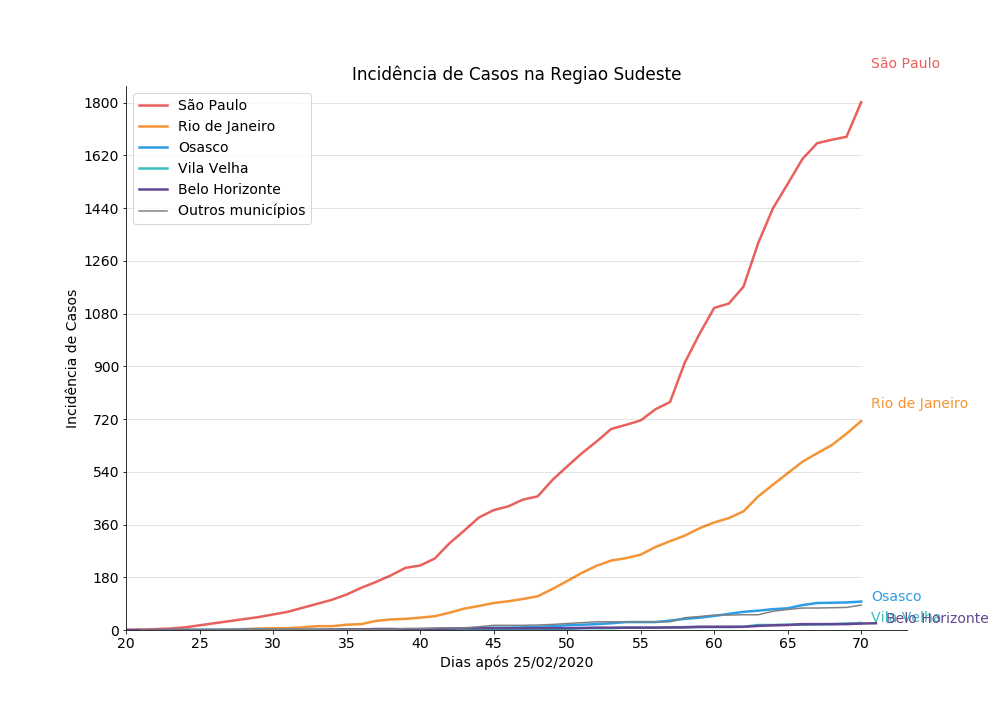 Incidência de Casos na Regiao Sudeste
São Paulo
Rio de Janeiro
Osasco
Vila Velha
Belo Horizonte
Outros municípios
1800
1620
1440
1260
1080
900
720
540
360
180
0
Incidência de Casos
20
25
30
35
40
45
50
55
60
65
70
Dias após 25/02/2020
São Paulo
Rio de Janeiro
Osasco
Vila Velha
Belo Horizonte